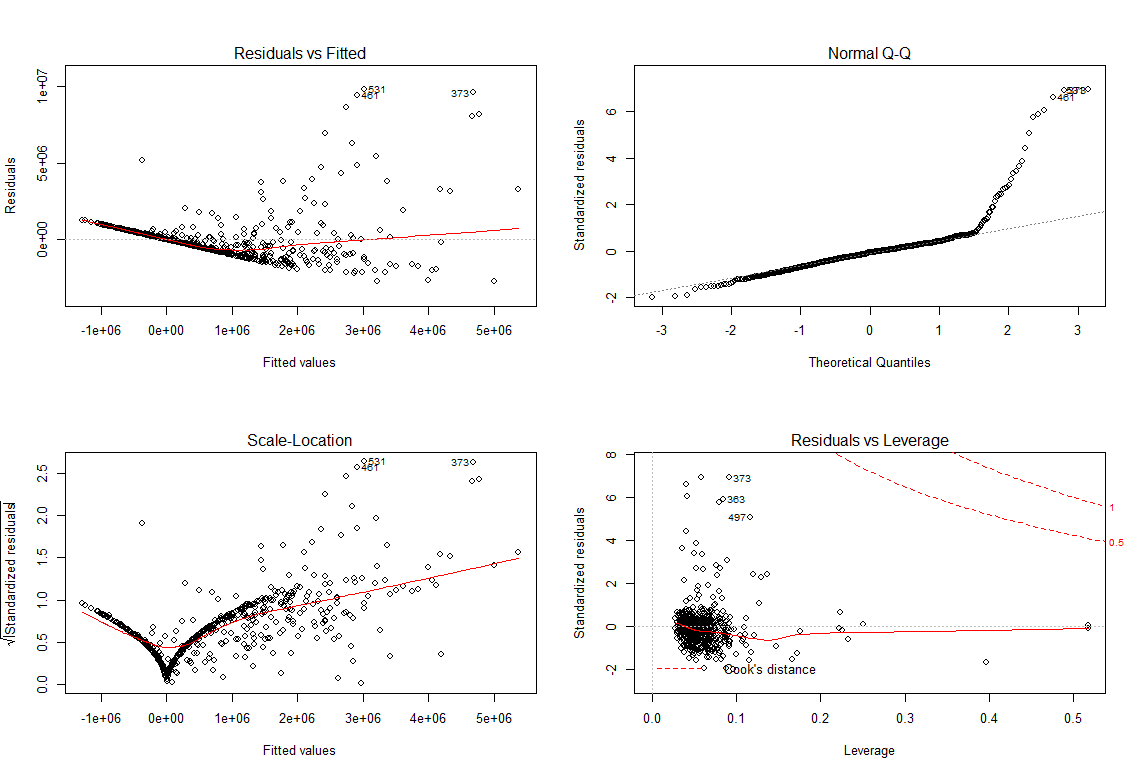 Residuals vs Fitted
Residuals
0e+00 5e+06 1e+07
531
461
373
-1e+06 0e+00 1e+06 2e+06 3e+06 4e+06 5e+06
Fitted values
Normal Q-Q
Standardized residuals
-2 0 2 4 6
461
-3 -2 -1 0 1 2 3
Theoretical Quantiles
Scale-Location
√|Standardized residuals|
0.0 0.5 1.0 1.5 2.0 2.5
531
461
373
-1e+06 0e+00 1e+06 2e+06 3e+06 4e+06 5e+06
Fitted values
Residuals vs Leverage
Standardized residuals
-2 0 2 4 6 8
373
363
497
1
0.5
Cook's distance
0.0 0.1 0.2 0.3 0.4 0.5
Leverage